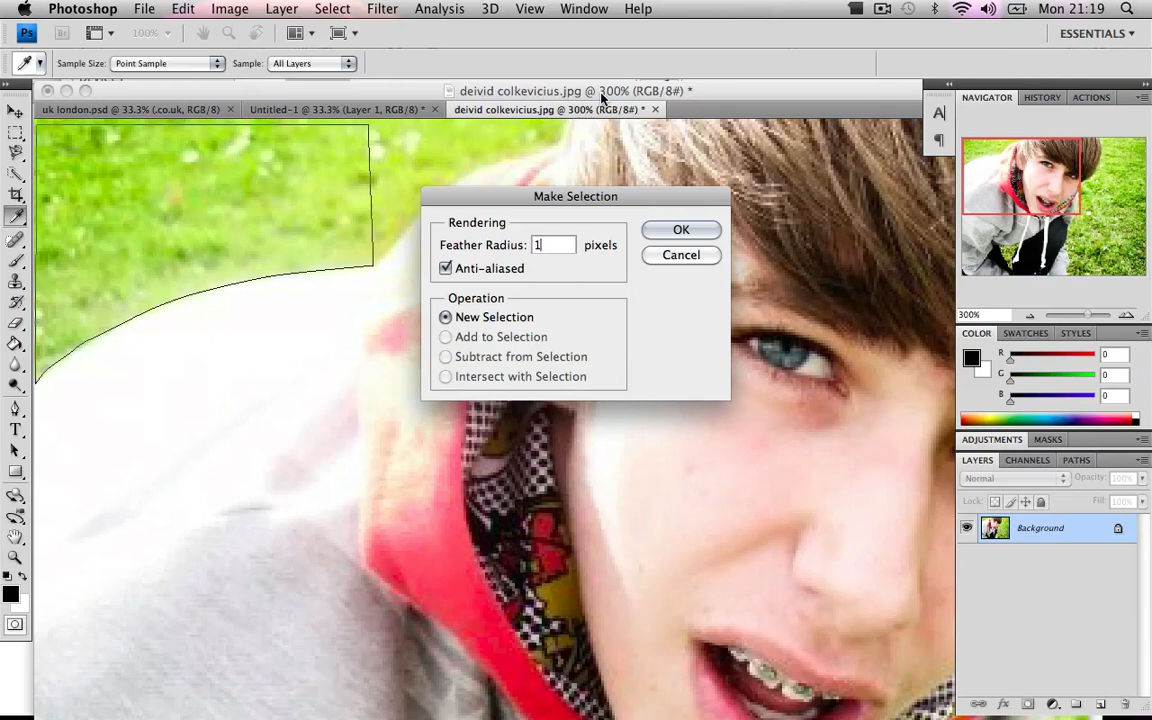 Photoshop File Edit Image Layer Select Filter Analysis 3D View Window Help Mon 21:19
Ps Br 100% ESSENTIALS
Sample Size: Point Sample Sample: All Layers
deivid colkevicius.jpg @ 300% (RGB/8#) *
uk london.psd @ 33.3% (.co.uk, RGB/8) Untitled-1 @ 33.3% (Layer 1, RGB/8) * deivid colkevicius.jpg @ 300% (RGB/8#) *
NAVIGATOR HISTORY ACTIONS
Make Selection
Rendering
Feather Radius: 1 pixels
Anti-aliased
OK
Cancel
Operation
New Selection
Add to Selection
Subtract from Selection
Intersect with Selection
300%
COLOR SWATCHES STYLES
R 0
G 0
B 0
ADJUSTMENTS MASKS
LAYERS CHANNELS PATHS
Normal Opacity: 100%
Lock: Fill: 100%
Background